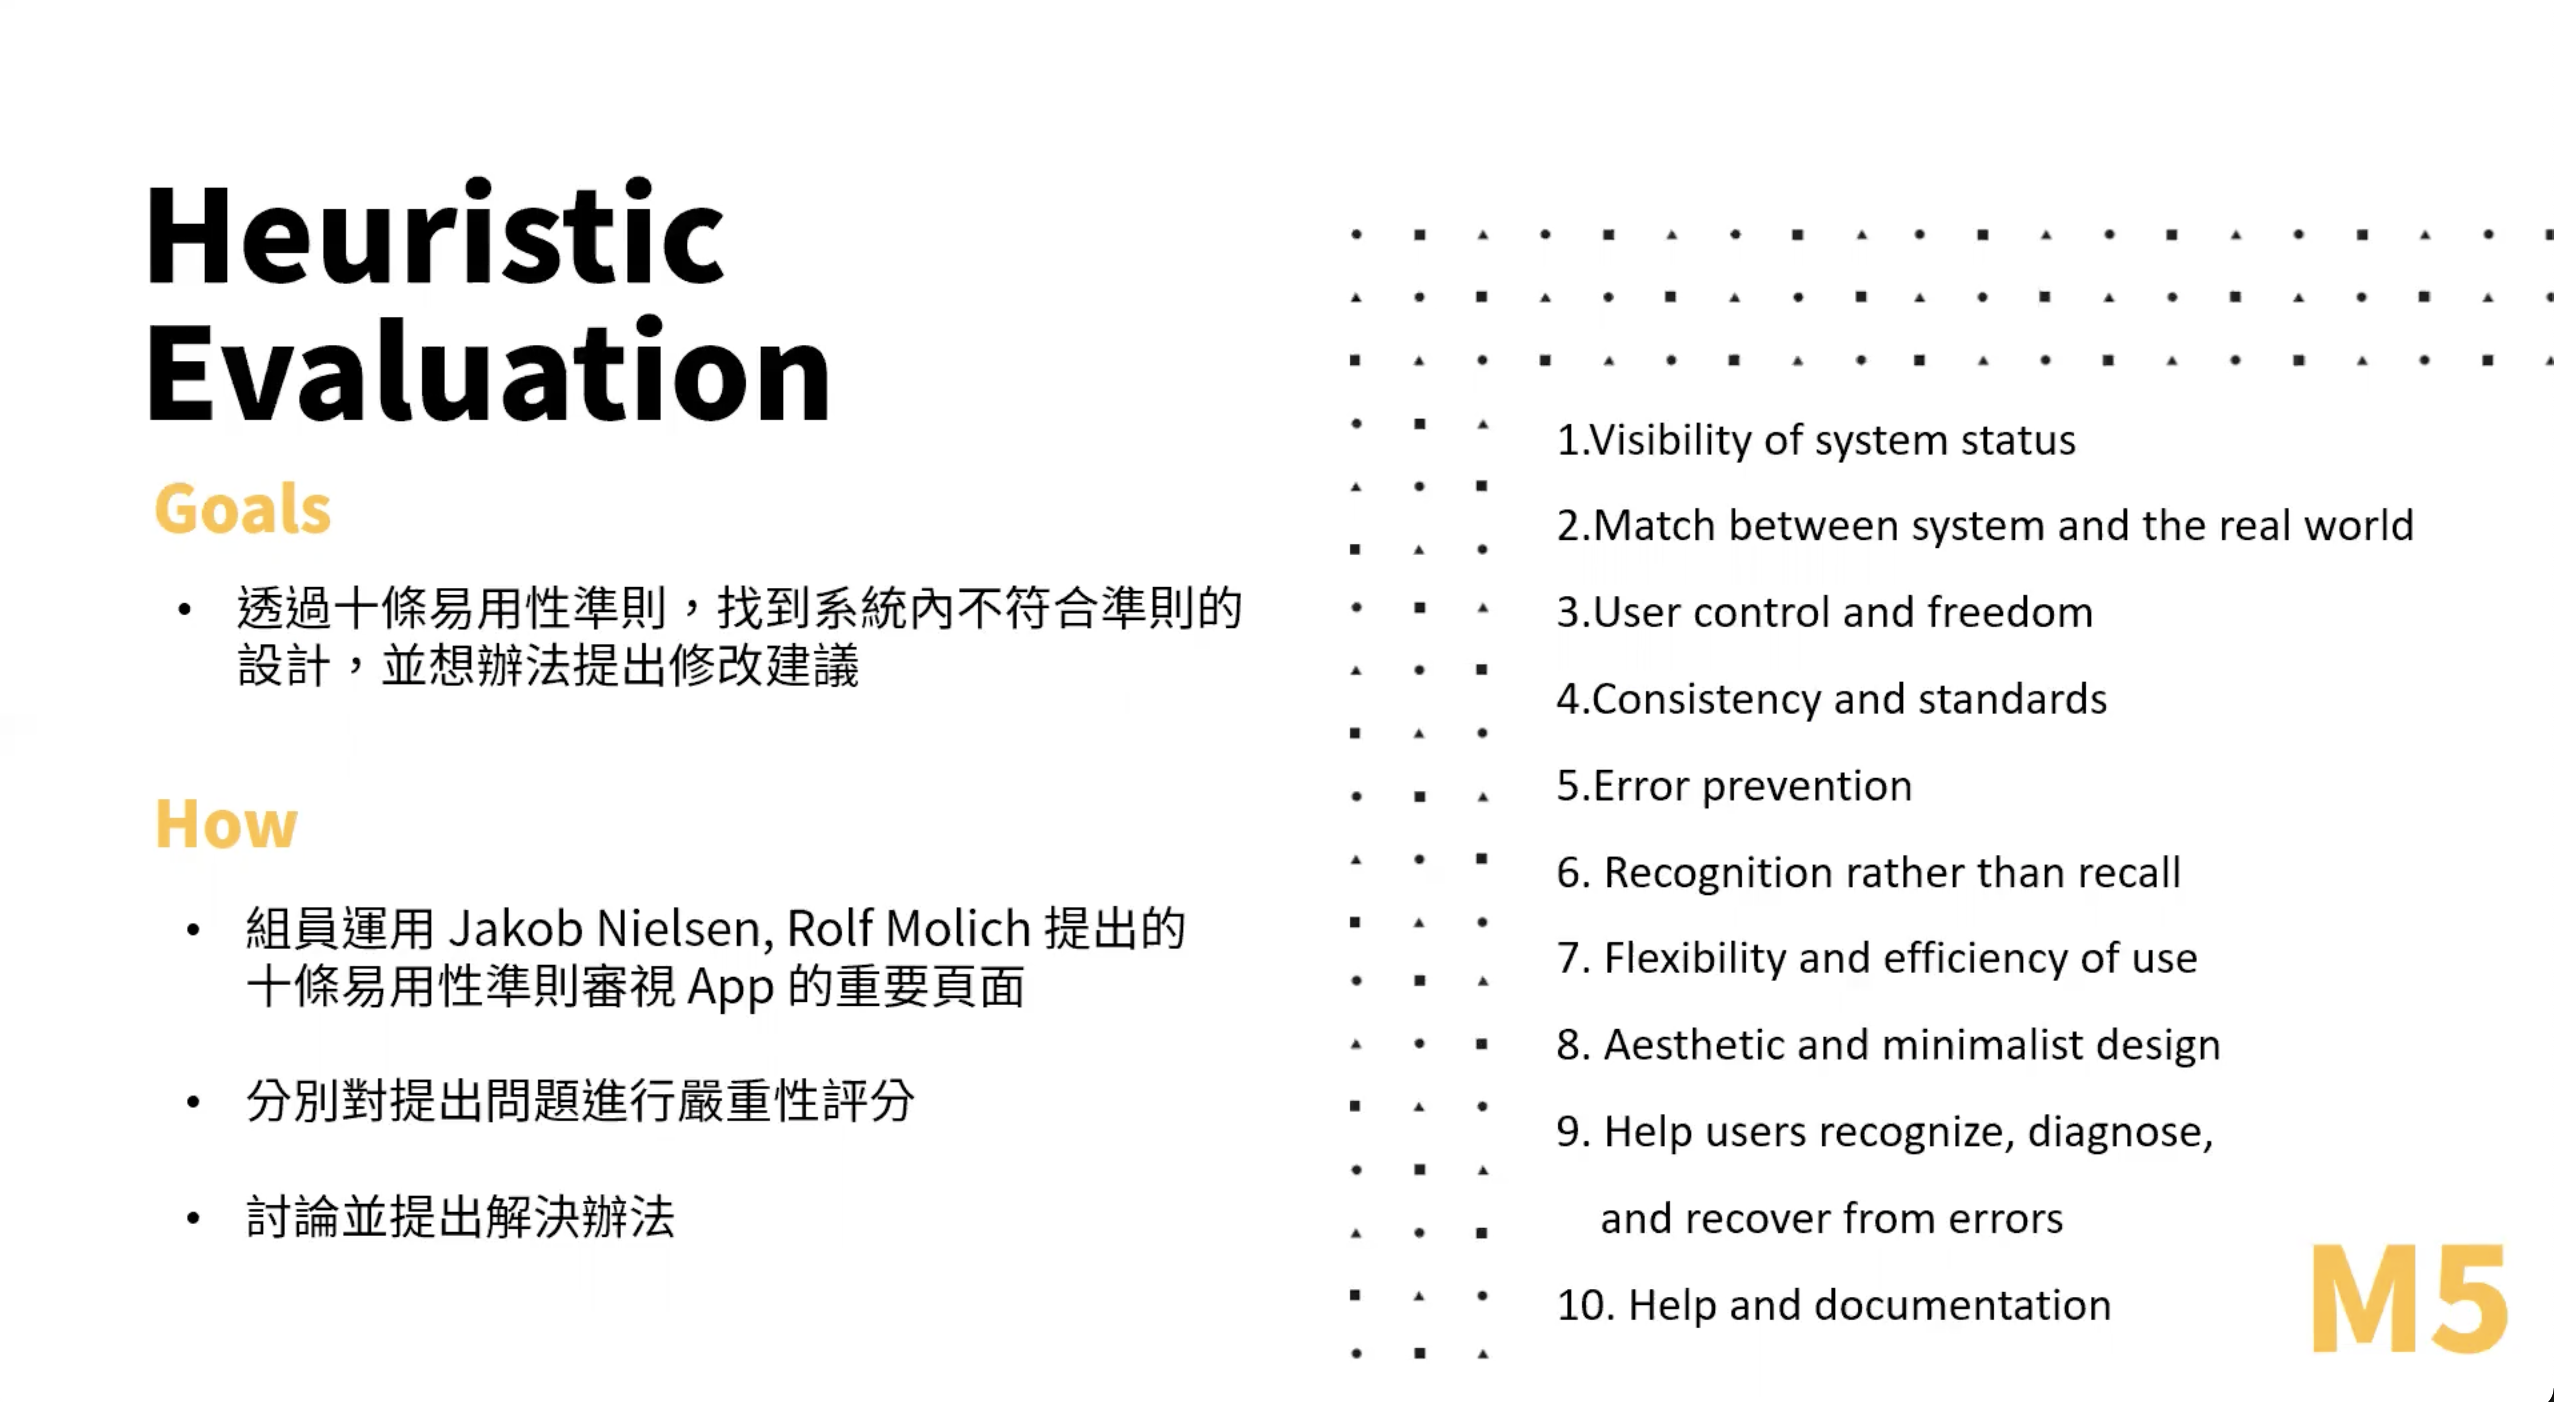 Heuristic
Evaluation
Goals
• 透過十條易用性準則，找到系統內不符合準則的
設計，並想辦法提出修改建議
How
• 組員運用 Jakob Nielsen, Rolf Molich 提出的
十條易用性準則審視 App 的重要頁面
• 分別對提出問題進行嚴重性評分
• 討論並提出解決辦法
1.Visibility of system status
2.Match between system and the real world
3.User control and freedom
4.Consistency and standards
5.Error prevention
6. Recognition rather than recall
7. Flexibility and efficiency of use
8. Aesthetic and minimalist design
9. Help users recognize, diagnose,
and recover from errors
10. Help and documentation
M5